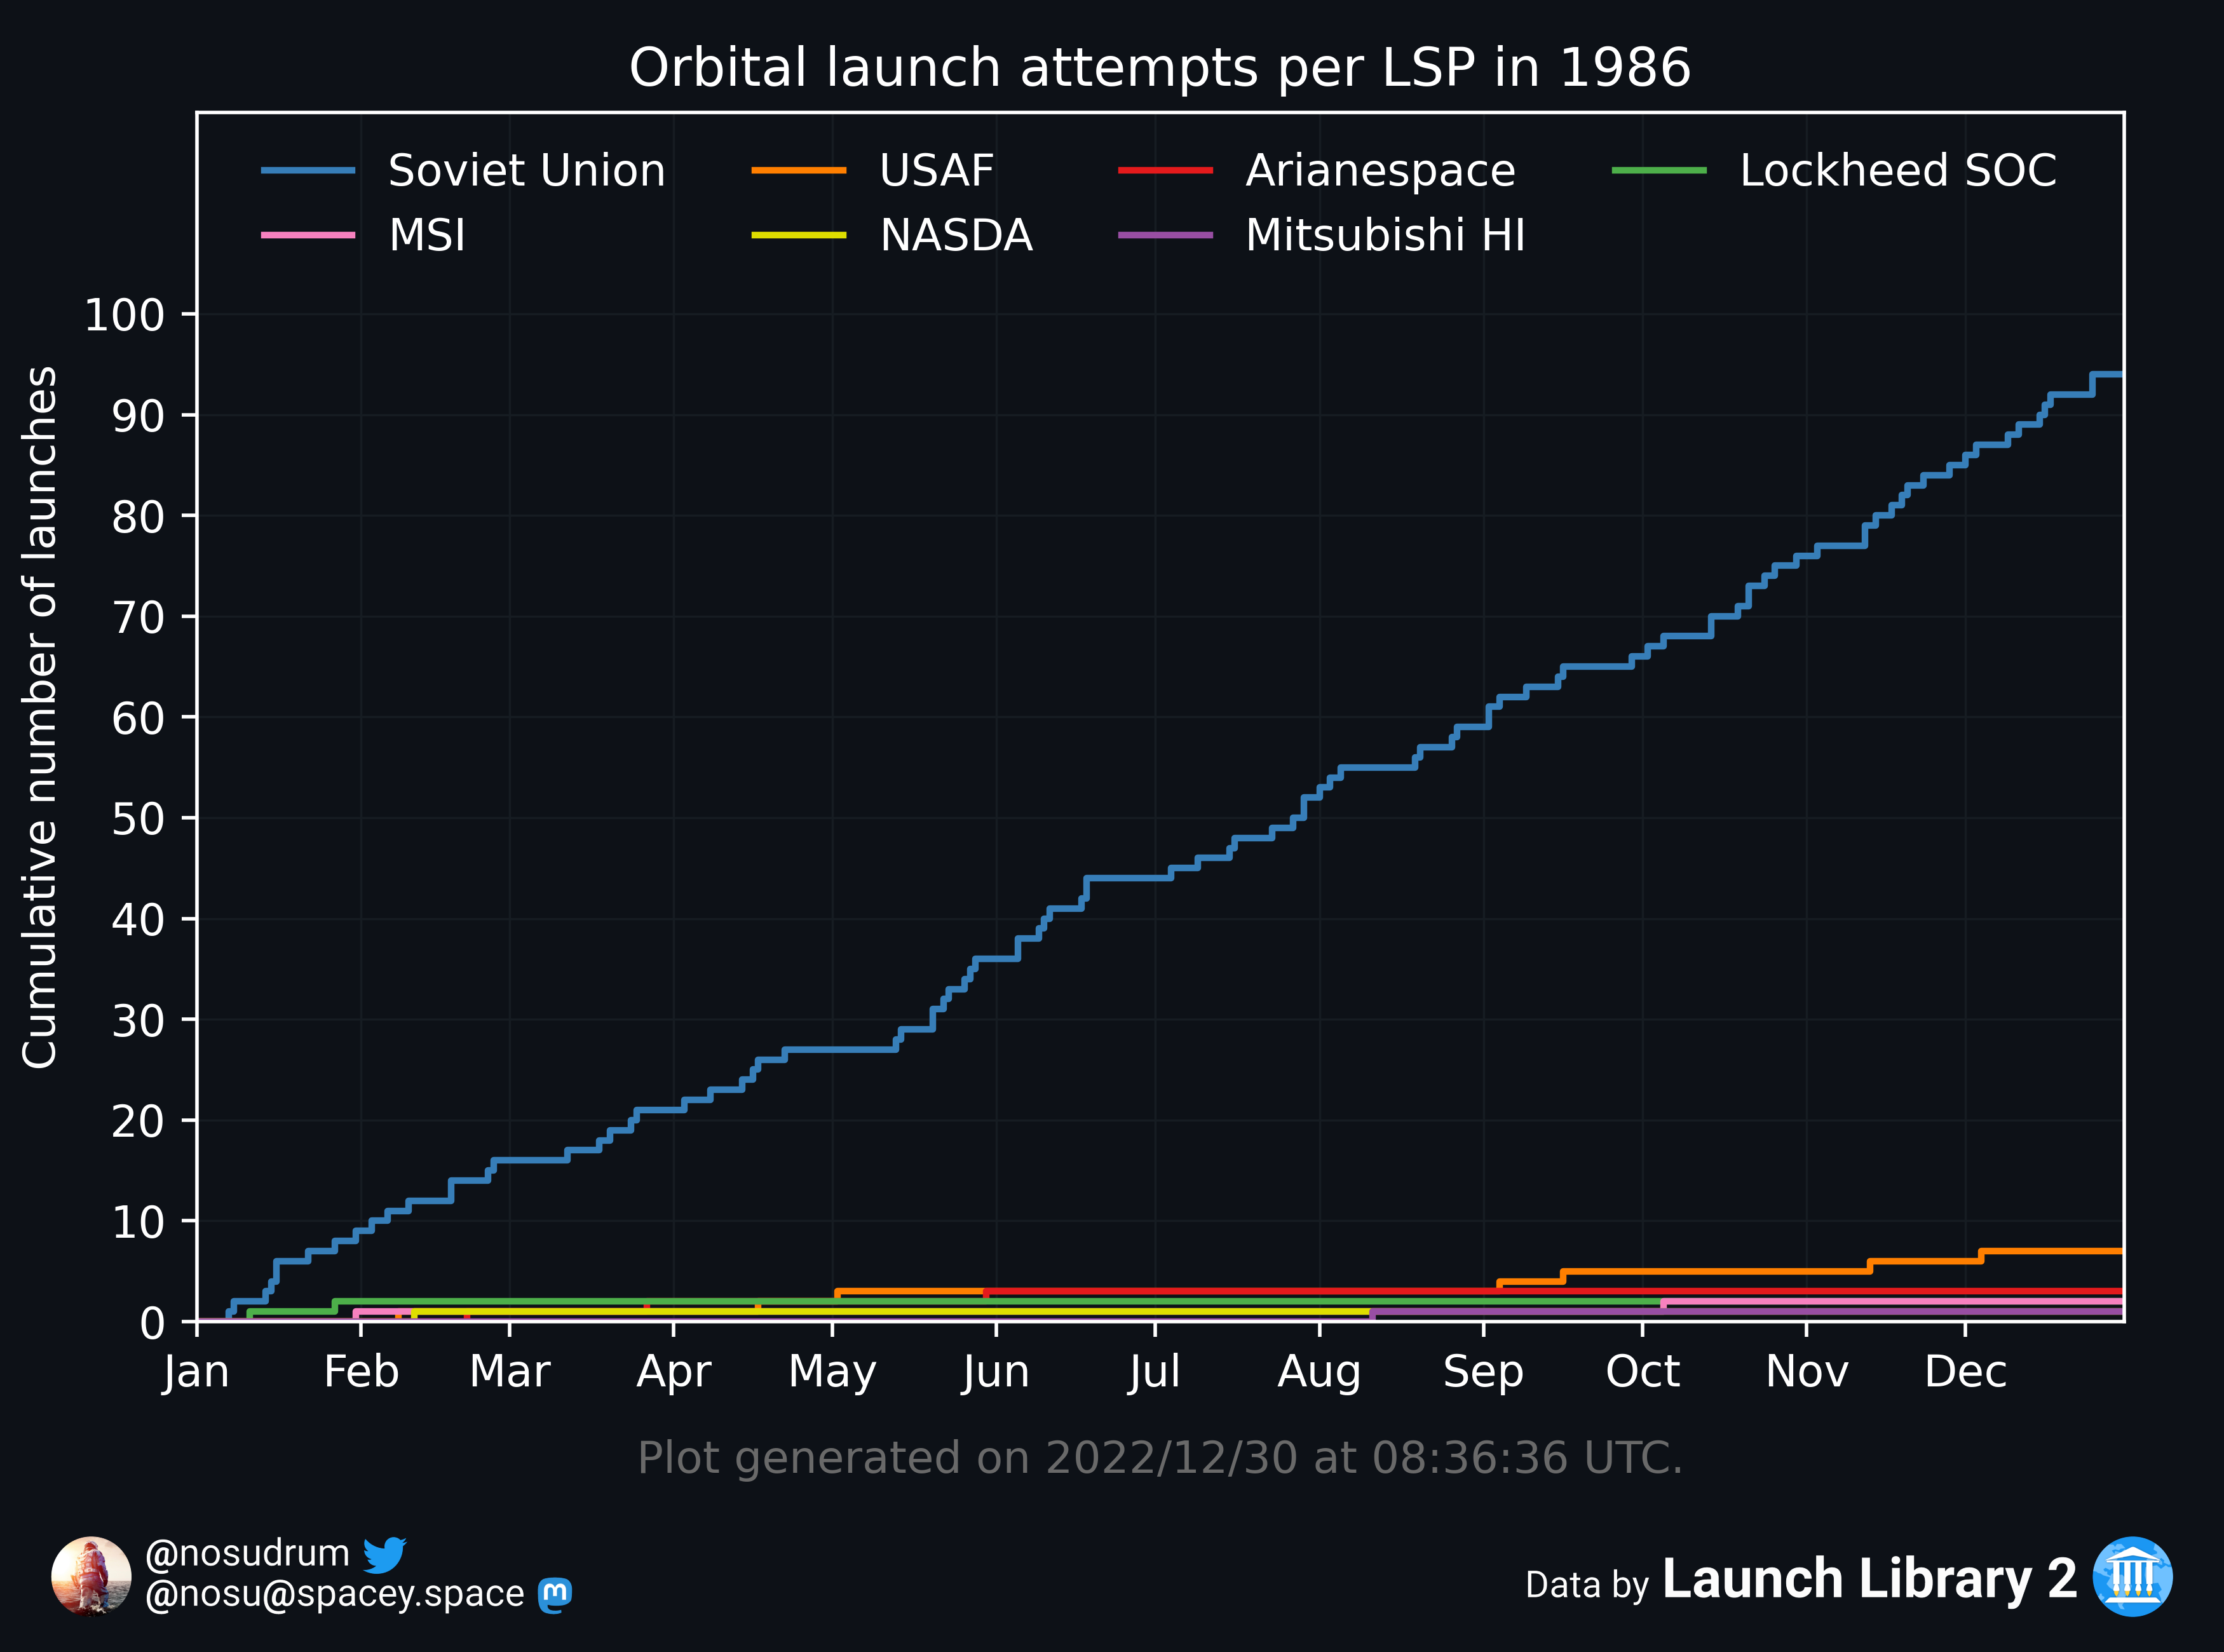 Orbital launch attempts per LSP in 1986
Soviet Union USAF Arianespace Lockheed SOC
MSI NASDA Mitsubishi HI
Cumulative number of launches
100
90
80
70
60
50
40
30
20
10
0
Jan Feb Mar Apr May Jun Jul Aug Sep Oct Nov Dec
Plot generated on 2022/12/30 at 08:36:36 UTC.
@nosudrum
@nosu@spacey.space
Data by Launch Library 2